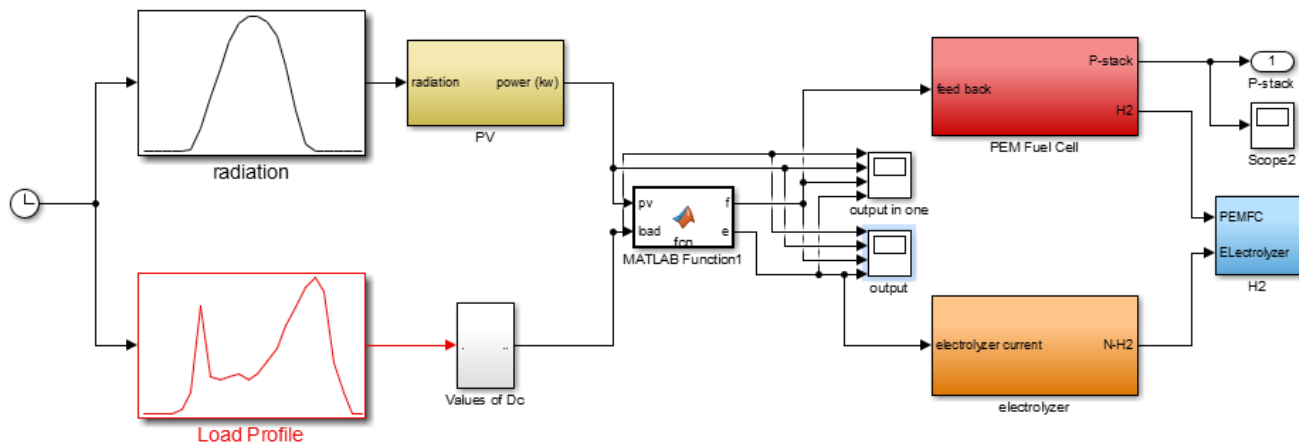 radiation
radiation
power (kw)
PV
Load Profile
Values of Dc
pv
load
f
e
fcn
MATLAB Function1
output in one
output
feed back
P-stack
H2
PEM Fuel Cell
1
P-stack
Scope2
PEMFC
ELectrolyzer
H2
electrolyzer current
N-H2
electrolyzer